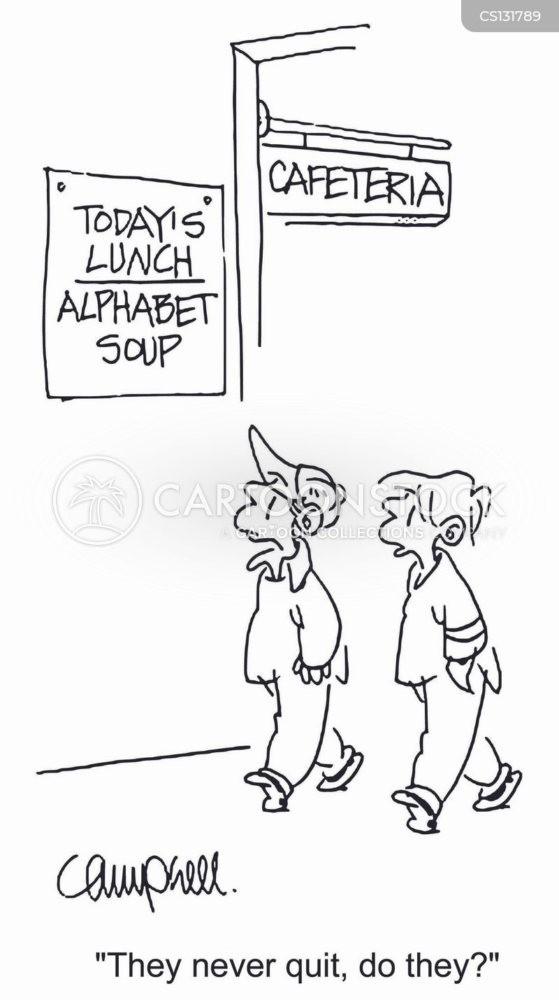 CS131789
CAFETERIA
TODAY'S
LUNCH
ALPHABET
SOUP
CARTOONSTOCK
A CARTOON COLLECTIONS COMPANY
Campbell.
"They never quit, do they?"